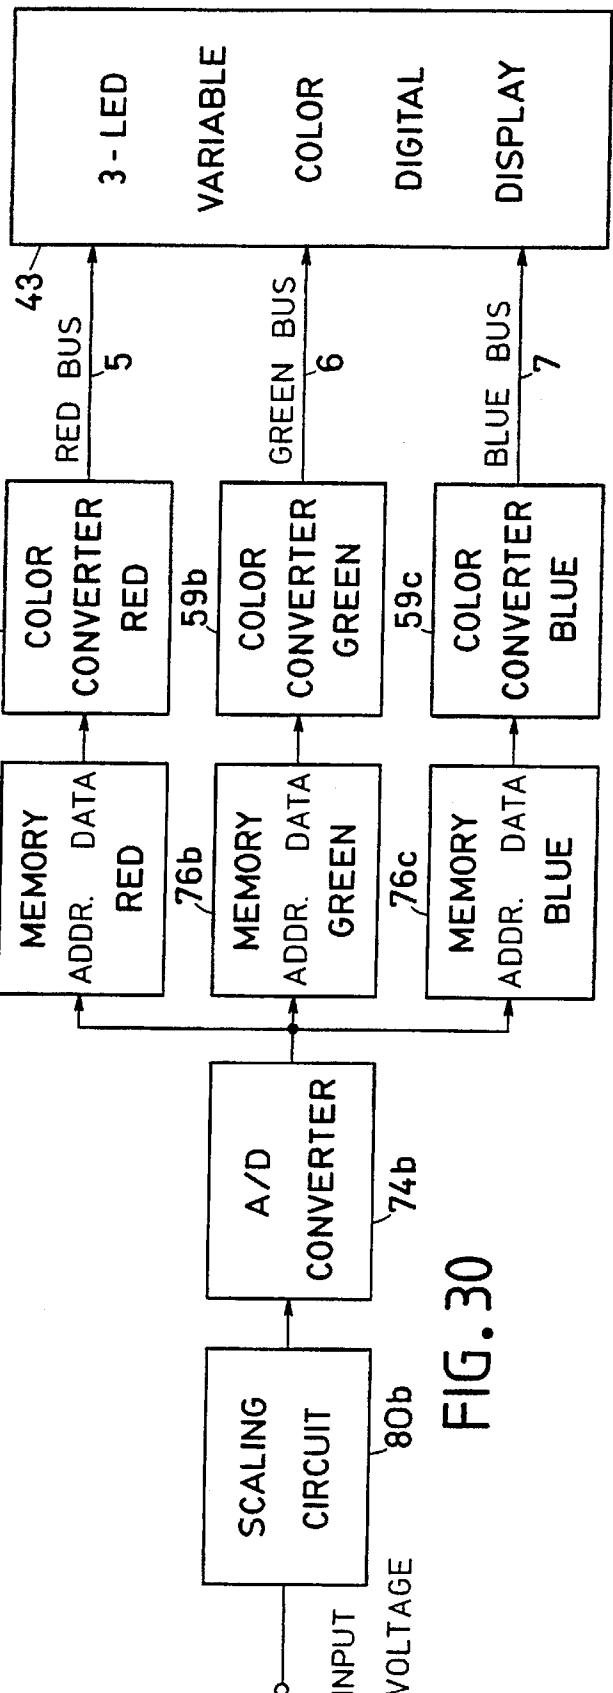 INPUT
VOLTAGE
SCALING
CIRCUIT
80b
A/D
CONVERTER
74b
MEMORY
ADDR. DATA
RED
76b
MEMORY
ADDR. DATA
GREEN
76c
MEMORY
ADDR. DATA
BLUE
COLOR
CONVERTER
RED
59b
COLOR
CONVERTER
GREEN
59c
COLOR
CONVERTER
BLUE
RED BUS
5
GREEN BUS
6
BLUE BUS
7
43
3-LED
VARIABLE
COLOR
DIGITAL
DISPLAY
FIG. 30